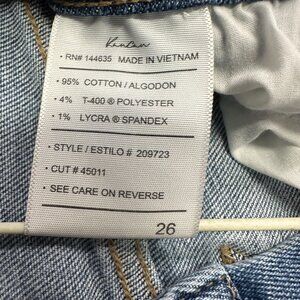 KanCan
· RN# 144635 MADE IN VIETNAM
· 95% COTTON / ALGODON
· 4% T-400 ® POLYESTER
· 1% LYCRA ® SPANDEX
· STYLE / ESTILO # 209723
· CUT # 45011
· SEE CARE ON REVERSE
26